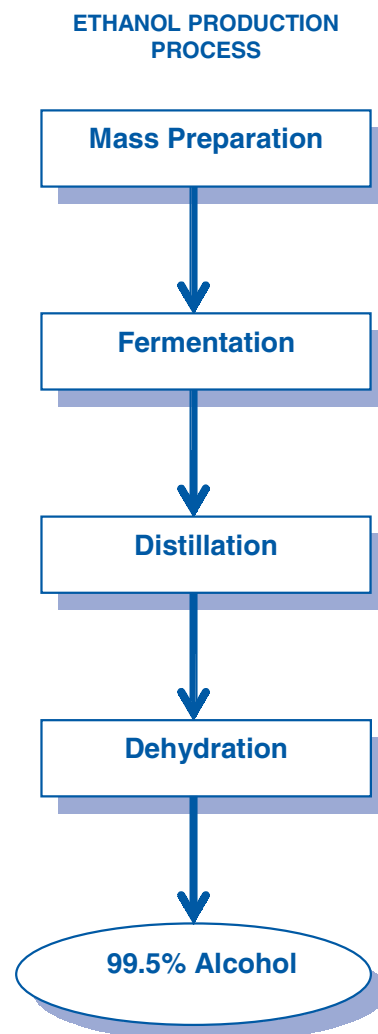 ETHANOL PRODUCTION
PROCESS
Mass Preparation
Fermentation
Distillation
Dehydration
99.5% Alcohol